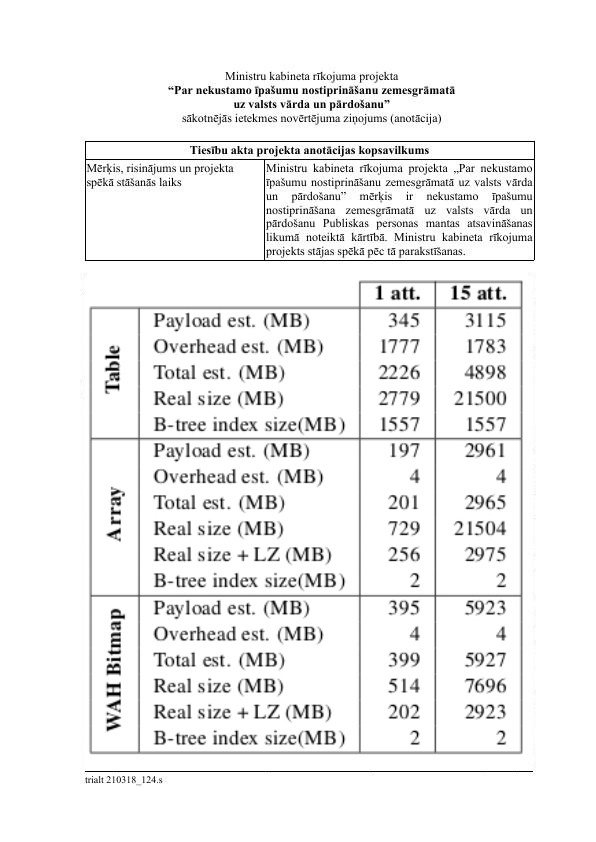 Ministru kabineta rīkojuma projekta
“Par nekustamo īpašumu nostiprināšanu zemesgrāmatā
uz valsts vārda un pārdošanu”
sākotnējās ietekmes novērtējuma ziņojums (anotācija)
Tiesību akta projekta anotācijas kopsavilkums
Mērķis, risinājums un projekta
spēkā stāšanās laiks
Ministru kabineta rīkojuma projekta „Par nekustamo
īpašumu nostiprināšanu zemesgrāmatā uz valsts vārda
un pārdošanu” mērķis ir nekustamo īpašumu
nostiprināšana zemesgrāmatā uz valsts vārda un
pārdošanu Publiskas personas mantas atsavināšanas
likumā noteiktā kārtībā. Ministru kabineta rīkojuma
projekts stājas spēkā pēc tā parakstīšanas.
1 att. 15 att.
Table
Payload est. (MB) 345 3115
Overhead est. (MB) 1777 1783
Total est. (MB) 2226 4898
Real size (MB) 2779 21500
B-tree index size(MB) 1557 1557
Array
Payload est. (MB) 197 2961
Overhead est. (MB) 4 4
Total est. (MB) 201 2965
Real size (MB) 729 21504
Real size + LZ (MB) 256 2975
B-tree index size(MB) 2 2
WAH Bitmap
Payload est. (MB) 395 5923
Overhead est. (MB) 4 4
Total est. (MB) 399 5927
Real size (MB) 514 7696
Real size + LZ (MB) 202 2923
B-tree index size(MB) 2 2
trialt 210318_124.s